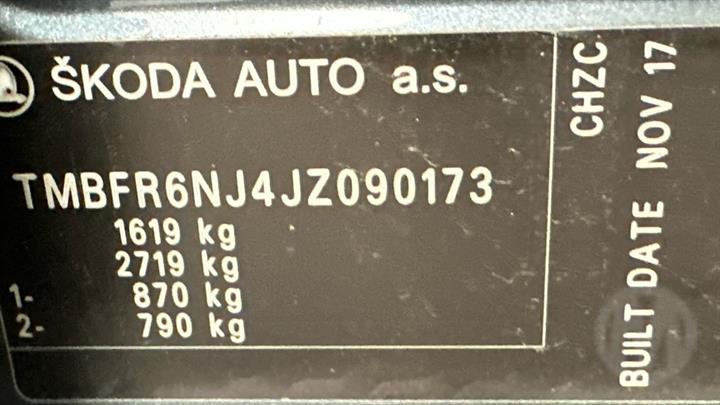 ŠKODA AUTO a.s.
TMBFR6NJ4JZ090173
1619 kg
2719 kg
1- 870 kg
2- 790 kg
CHZC
BUILT DATE NOV 17